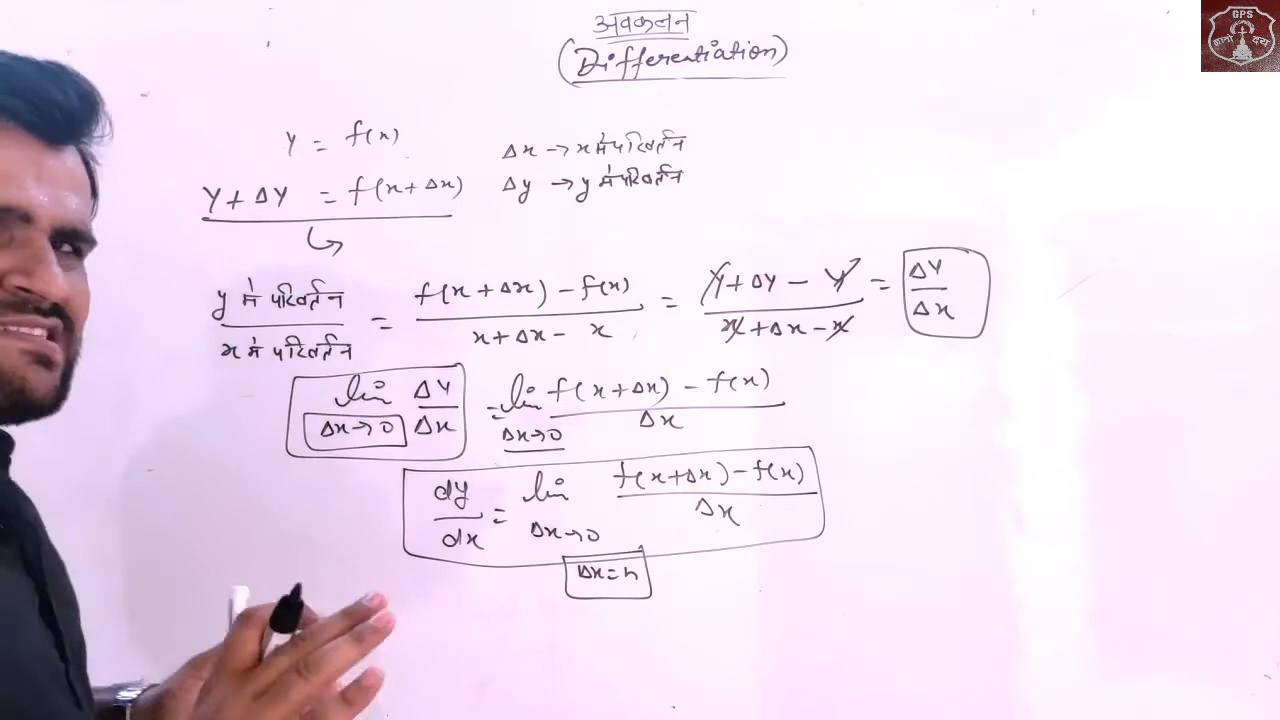 GPS
ज्ञानो दय
अवकलन
(Differentiation)
y = f(x)
Δx → x में परिवर्तन
y + Δy = f(x + Δx)
Δy → y में परिवर्तन
y में परिवर्तन / x में परिवर्तन = f(x + Δx) - f(x) / x + Δx - x = y + Δy - y / x + Δx - x = Δy / Δx
lim Δx→0 Δy / Δx = lim Δx→0 f(x + Δx) - f(x) / Δx
dy / dx = lim Δx→0 f(x + Δx) - f(x) / Δx
Δx = h